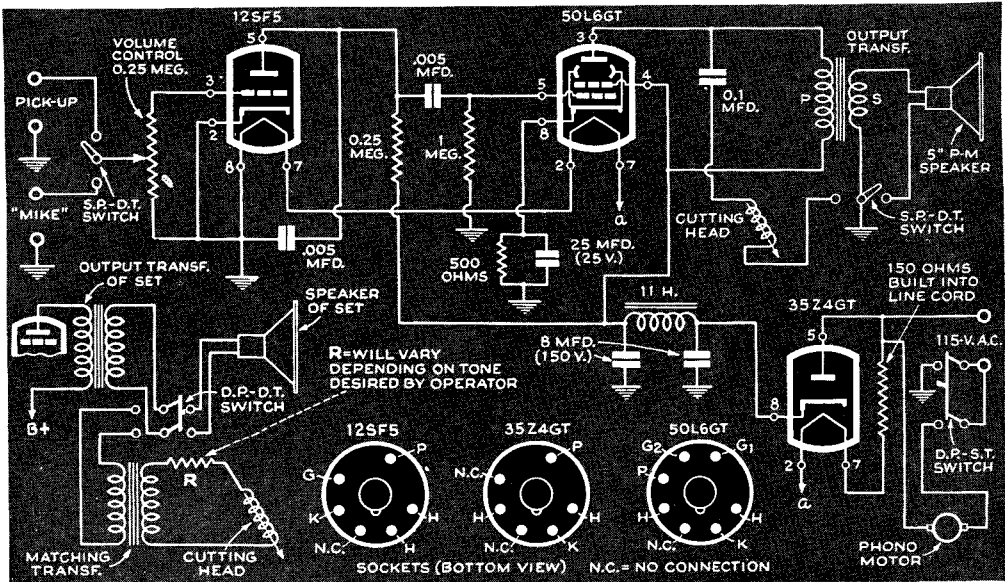 12SF5
5
VOLUME
CONTROL
0.25 MEG.
3
2
8
7
PICK-UP
"MIKE"
S.P.-D.T.
SWITCH
.005
MFD.
0.25
MEG.
.005
MFD.
1
MEG.
50L6GT
3
5
4
8
2
7
a
500
OHMS
25 MFD.
(25 V.)
0.1
MFD.
OUTPUT
TRANSF.
P
S
5" P-M
SPEAKER
CUTTING
HEAD
S.P.-D.T.
SWITCH
OUTPUT TRANSF.
OF SET
SPEAKER
OF SET
B+
D.P.-D.T.
SWITCH
R=WILL VARY
DEPENDING ON TONE
DESIRED BY OPERATOR
R
MATCHING
TRANSF.
CUTTING
HEAD
11 H.
8 MFD.
(150 V.)
35Z4GT
5
8
2
7
a
150 OHMS
BUILT INTO
LINE CORD
115-V. A.C.
D.P.-S.T.
SWITCH
PHONO
MOTOR
12SF5
P
G
K
H
N.C.
H
35Z4GT
P
N.C.
H
H
N.C.
K
50L6GT
G2
G1
P
H
H
N.C.
K
SOCKETS (BOTTOM VIEW)
N.C.= NO CONNECTION